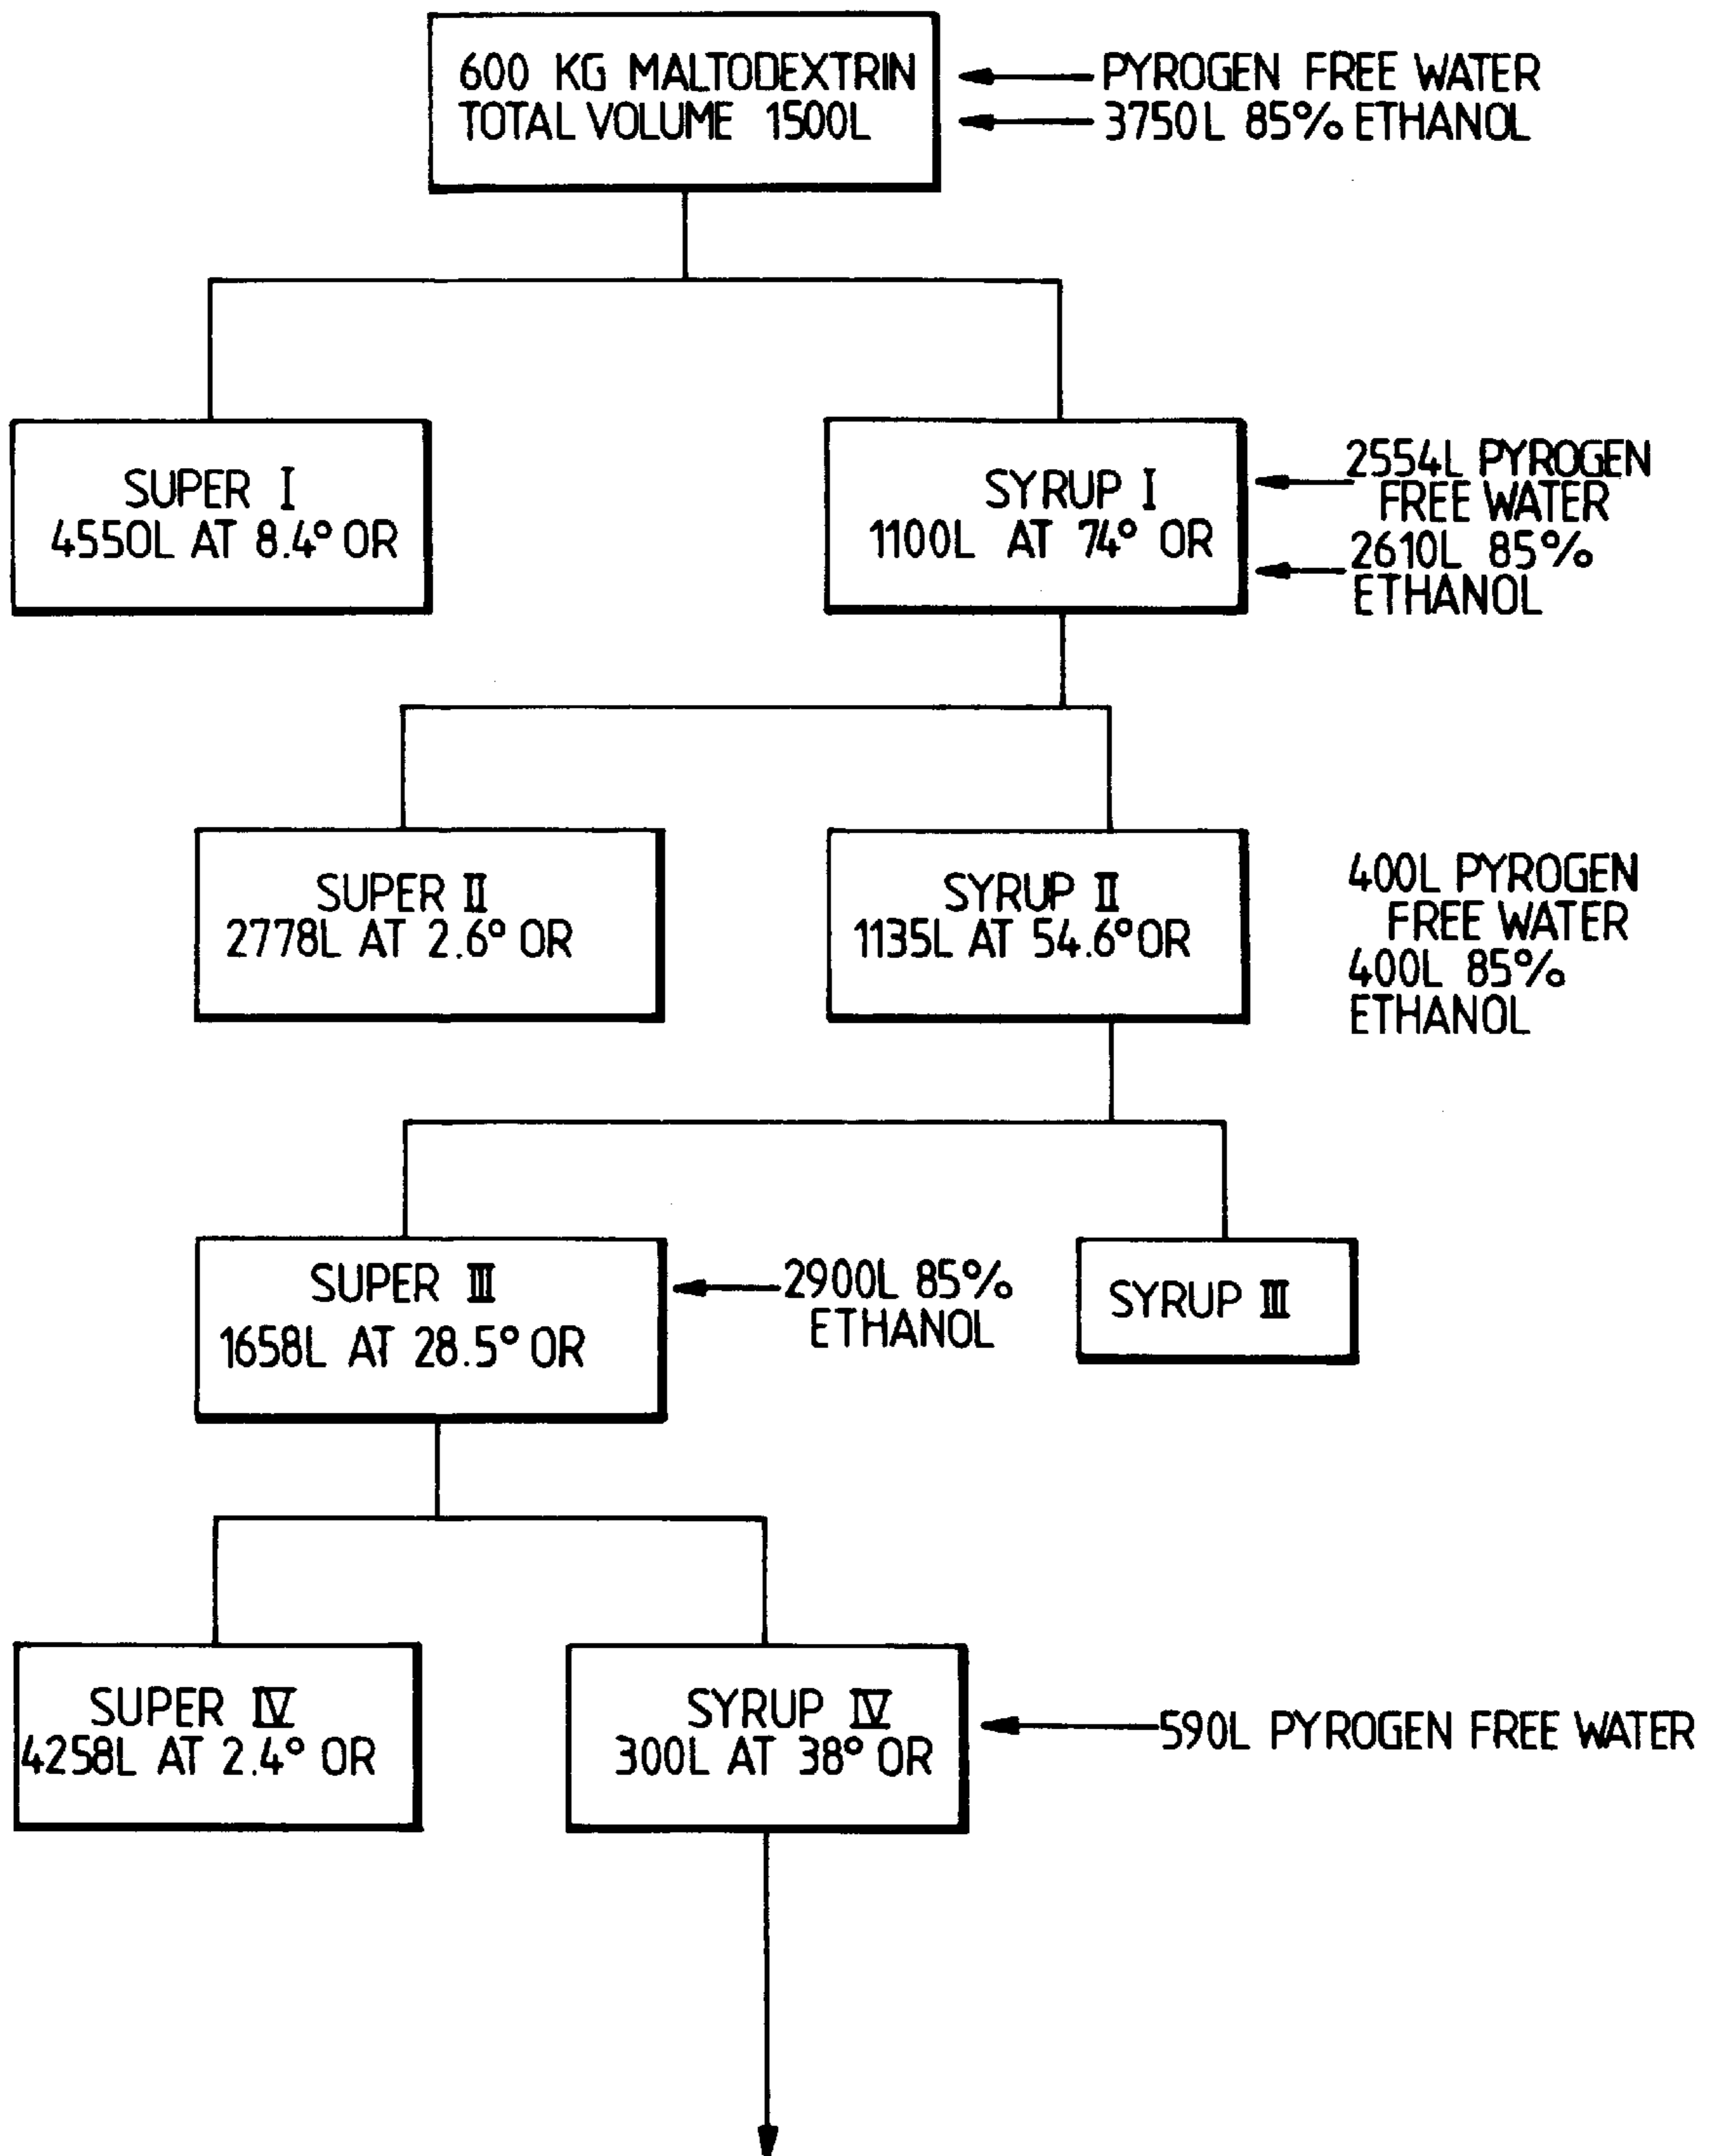 600 KG MALTODEXTRIN
TOTAL VOLUME 1500L
PYROGEN FREE WATER
3750L 85% ETHANOL
SUPER I
4550L AT 8.4° OR
SYRUP I
1100L AT 74° OR
2554L PYROGEN
FREE WATER
2610L 85%
ETHANOL
SUPER II
2778L AT 2.6° OR
SYRUP II
1135L AT 54.6° OR
400L PYROGEN
FREE WATER
400L 85%
ETHANOL
SUPER III
1658L AT 28.5° OR
2900L 85%
ETHANOL
SYRUP III
SUPER IV
4258L AT 2.4° OR
SYRUP IV
300L AT 38° OR
590L PYROGEN FREE WATER